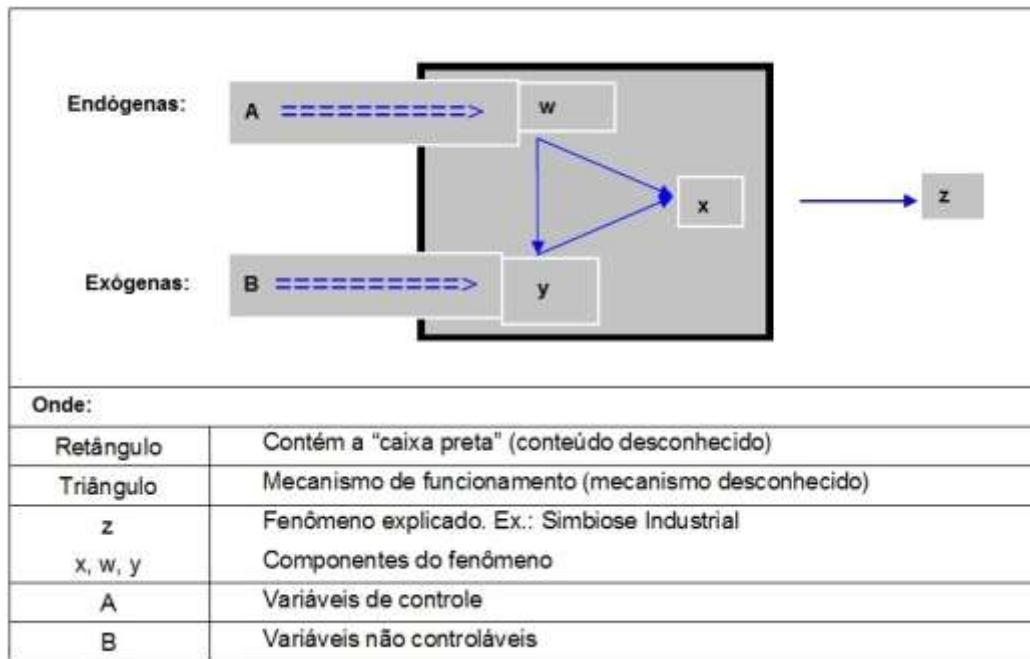 Endógenas:
A ==========> w
x
z
Exógenas:
B ==========> y
Onde:
Retângulo Contém a “caixa preta” (conteúdo desconhecido)
Triângulo Mecanismo de funcionamento (mecanismo desconhecido)
z Fenômeno explicado. Ex.: Simbiose Industrial
x, w, y Componentes do fenômeno
A Variáveis de controle
B Variáveis não controláveis